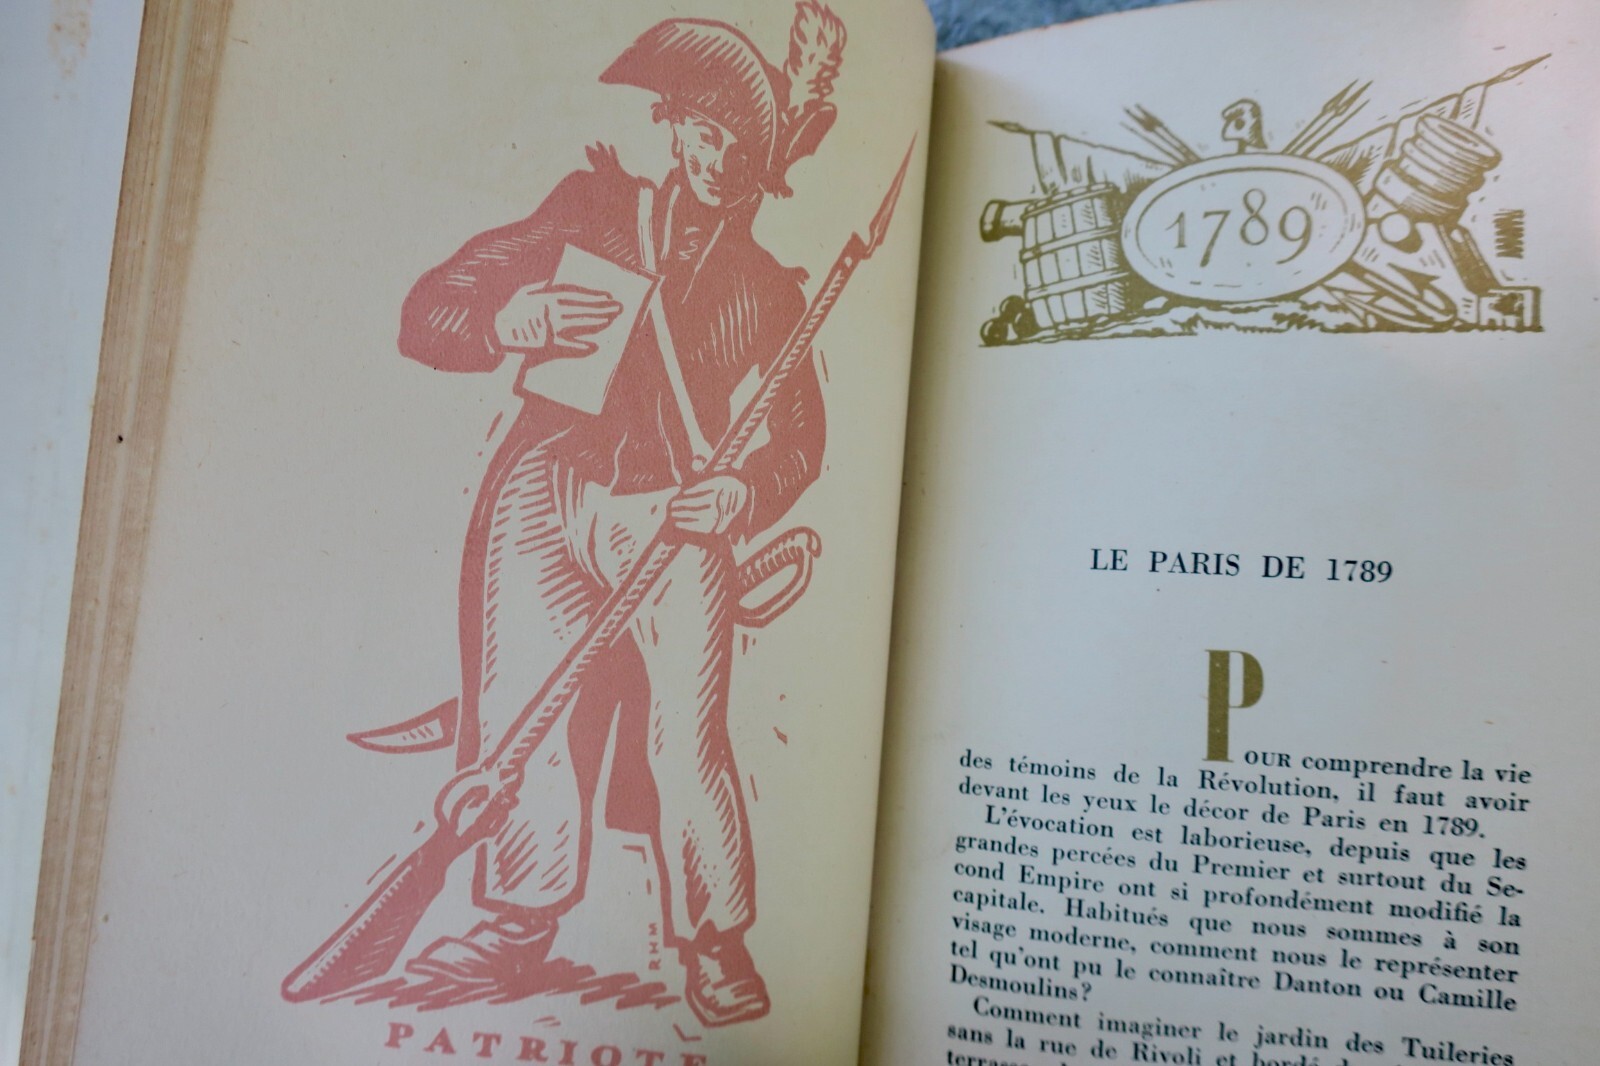 RHM
PATRIOTE
1789
LE PARIS DE 1789
POUR comprendre la vie
des témoins de la Révolution, il faut avoir
devant les yeux le décor de Paris en 1789.
L'évocation est laborieuse, depuis que les
grandes percées du Premier et surtout du Se-
cond Empire ont si profondément modifié la
capitale. Habitués que nous sommes à son
visage moderne, comment nous le représenter
tel qu'ont pu le connaître Danton ou Camille
Desmoulins?
Comment imaginer le jardin des Tuileries
sans la rue de Rivoli et bordé